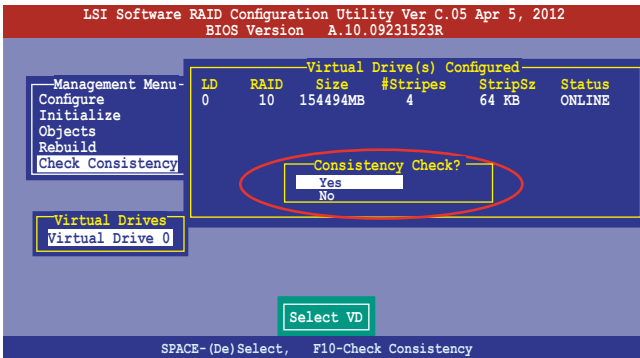 LSI Software RAID Configuration Utility Ver C.05 Apr 5, 2012
BIOS Version A.10.09231523R
Virtual Drive(s) Configured
LD RAID Size #Stripes StripSz Status
0 10 154494MB 4 64 KB ONLINE
Management Menu
Configure
Initialize
Objects
Rebuild
Check Consistency
Consistency Check?
Yes
No
Virtual Drives
Virtual Drive 0
Select VD
SPACE-(De)Select, F10-Check Consistency